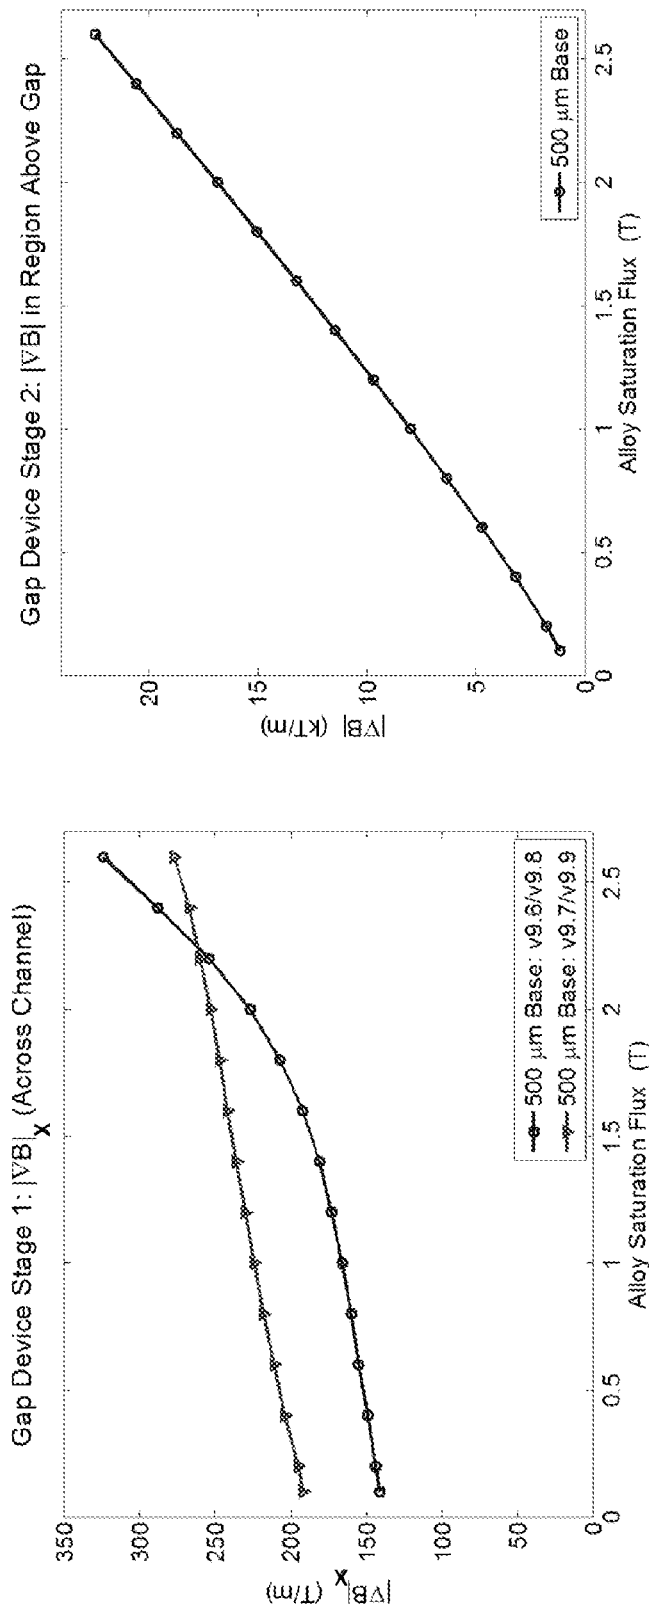 Gap Device Stage 1: |∇B|x (Across Channel)
|∇B|x (T/m)
350
300
250
200
150
100
50
0
0
0.5
1
1.5
2
2.5
Alloy Saturation Flux (T)
500 µm Base: v9.6/v9.8
500 µm Base: v9.7/v9.9
Gap Device Stage 2: |∇B| in Region Above Gap
|∇B| (kT/m)
20
15
10
5
0
0
0.5
1
1.5
2
2.5
Alloy Saturation Flux (T)
500 µm Base